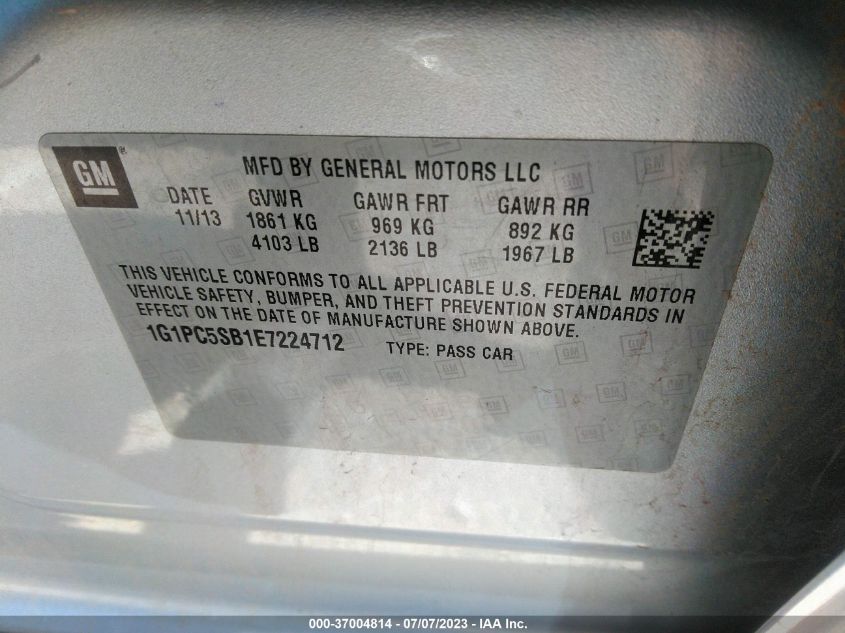 GM
MFD BY GENERAL MOTORS LLC
DATE GVWR GAWR FRT GAWR RR
11/13 1861 KG 969 KG 892 KG
4103 LB 2136 LB 1967 LB
THIS VEHICLE CONFORMS TO ALL APPLICABLE U.S. FEDERAL MOTOR
VEHICLE SAFETY, BUMPER, AND THEFT PREVENTION STANDARDS IN
EFFECT ON THE DATE OF MANUFACTURE SHOWN ABOVE.
1G1PC5SB1E7224712 TYPE: PASS CAR
000-37004814 - 07/07/2023 - IAA Inc.